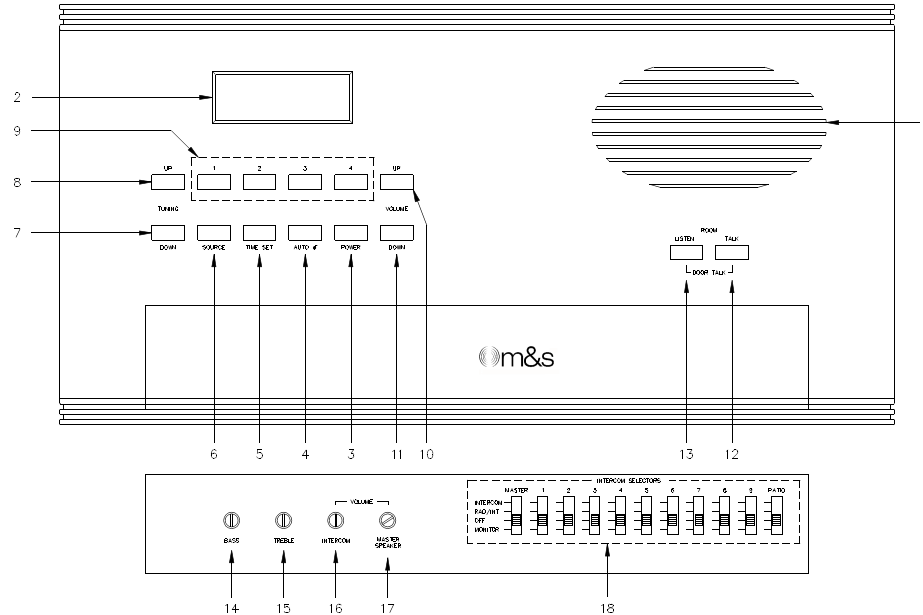 2
9
UP 1 2 3 4 UP
8
TUNING VOLUME
7
DOWN SOURCE TIME SET AUTO POWER DOWN
ROOM
LISTEN TALK
DOOR TALK
m&s
6 5 4 3 11 10 13 12
INTERCOM SELECTORS
MASTER 1 2 3 4 5 6 7 8 9 PATIO
VOLUME
INTERCOM
RAD/INT
OFF
MONITOR
BASS TREBLE INTERCOM MASTER
SPEAKER
14 15 16 17 18